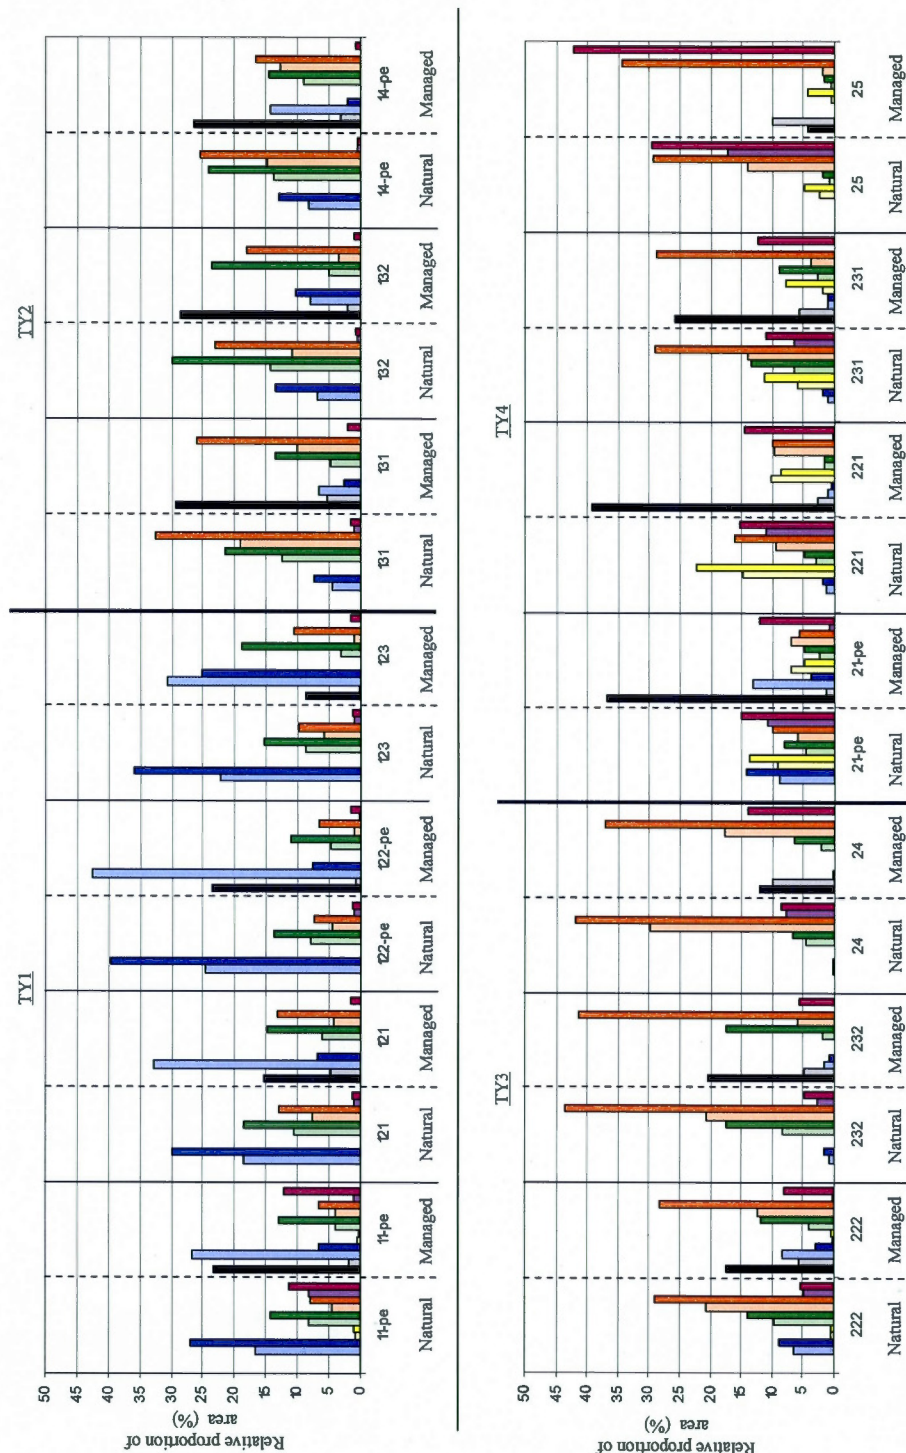 TY1
TY2
Relative proportion of
area (%)
50
45
40
35
30
25
20
15
10
5
0
11-pe
11-pe
121
121
122-pe
122-pe
123
123
131
131
132
132
14-pe
14-pe
Natural
Managed
Natural
Managed
Natural
Managed
Natural
Managed
Natural
Managed
Natural
Managed
Natural
Managed
TY3
TY4
Relative proportion of
area (%)
50
45
40
35
30
25
20
15
10
5
0
222
222
232
232
24
24
21-pe
21-pe
221
221
231
231
25
25
Natural
Managed
Natural
Managed
Natural
Managed
Natural
Managed
Natural
Managed
Natural
Managed
Natural
Managed